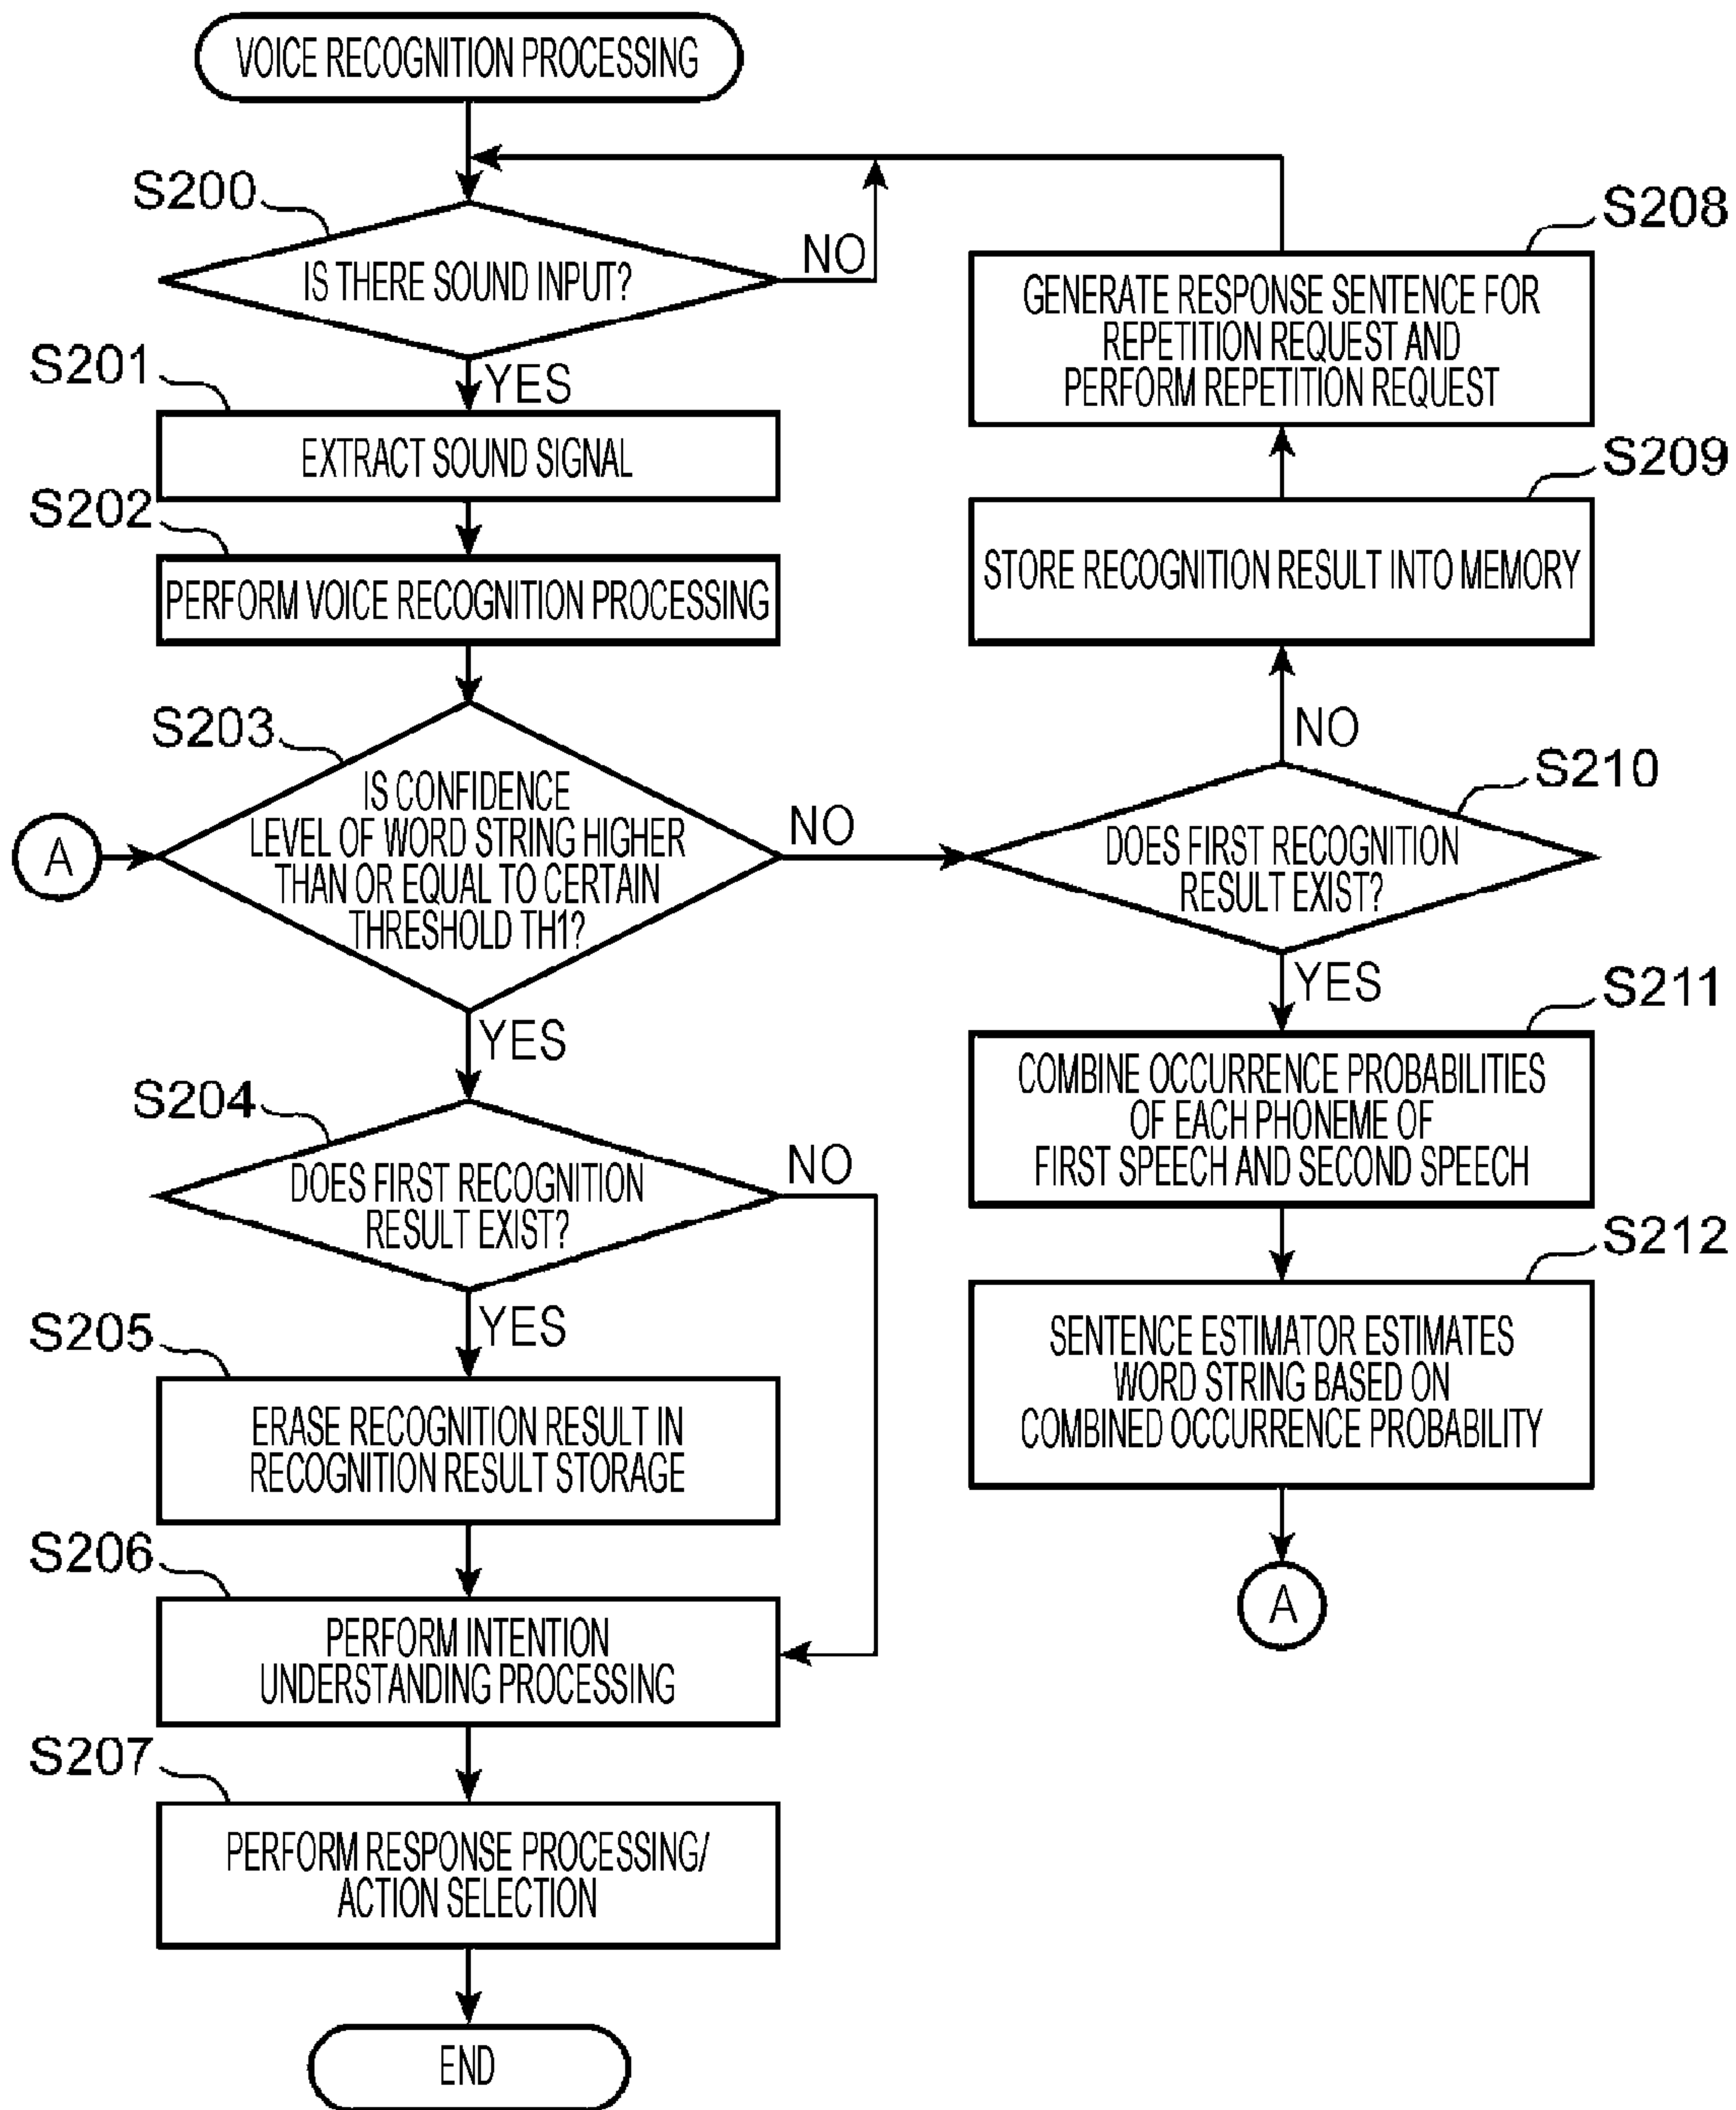 VOICE RECOGNITION PROCESSING
S200
IS THERE SOUND INPUT?
NO
YES
S201
EXTRACT SOUND SIGNAL
S202
PERFORM VOICE RECOGNITION PROCESSING
S203
IS CONFIDENCE
LEVEL OF WORD STRING HIGHER
THAN OR EQUAL TO CERTAIN
THRESHOLD TH1?
A
NO
YES
S204
DOES FIRST RECOGNITION
RESULT EXIST?
NO
YES
S205
ERASE RECOGNITION RESULT IN
RECOGNITION RESULT STORAGE
S206
PERFORM INTENTION
UNDERSTANDING PROCESSING
S207
PERFORM RESPONSE PROCESSING/
ACTION SELECTION
END
S208
GENERATE RESPONSE SENTENCE FOR
REPETITION REQUEST AND
PERFORM REPETITION REQUEST
S209
STORE RECOGNITION RESULT INTO MEMORY
NO
S210
DOES FIRST RECOGNITION
RESULT EXIST?
YES
S211
COMBINE OCCURRENCE PROBABILITIES
OF EACH PHONEME OF
FIRST SPEECH AND SECOND SPEECH
S212
SENTENCE ESTIMATOR ESTIMATES
WORD STRING BASED ON
COMBINED OCCURRENCE PROBABILITY
A